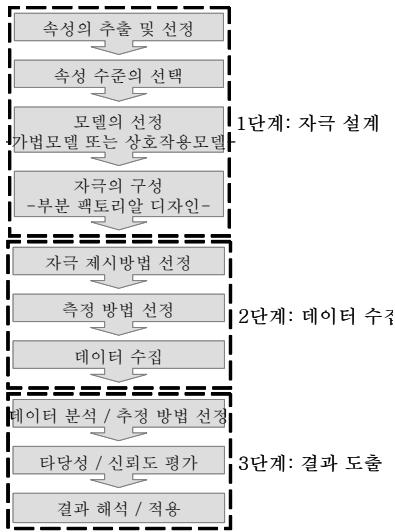 속성의 추출 및 선정
속성 수준의 선택
모델의 선정
-가법모델 또는 상호작용모델-
1단계: 자극 설계
자극의 구성
-부분 팩토리알 디자인-
자극 제시방법 선정
측정 방법 선정
2단계: 데이터 수집
데이터 수집
데이터 분석 / 추정 방법 선정
타당성 / 신뢰도 평가
3단계: 결과 도출
결과 해석 / 적용